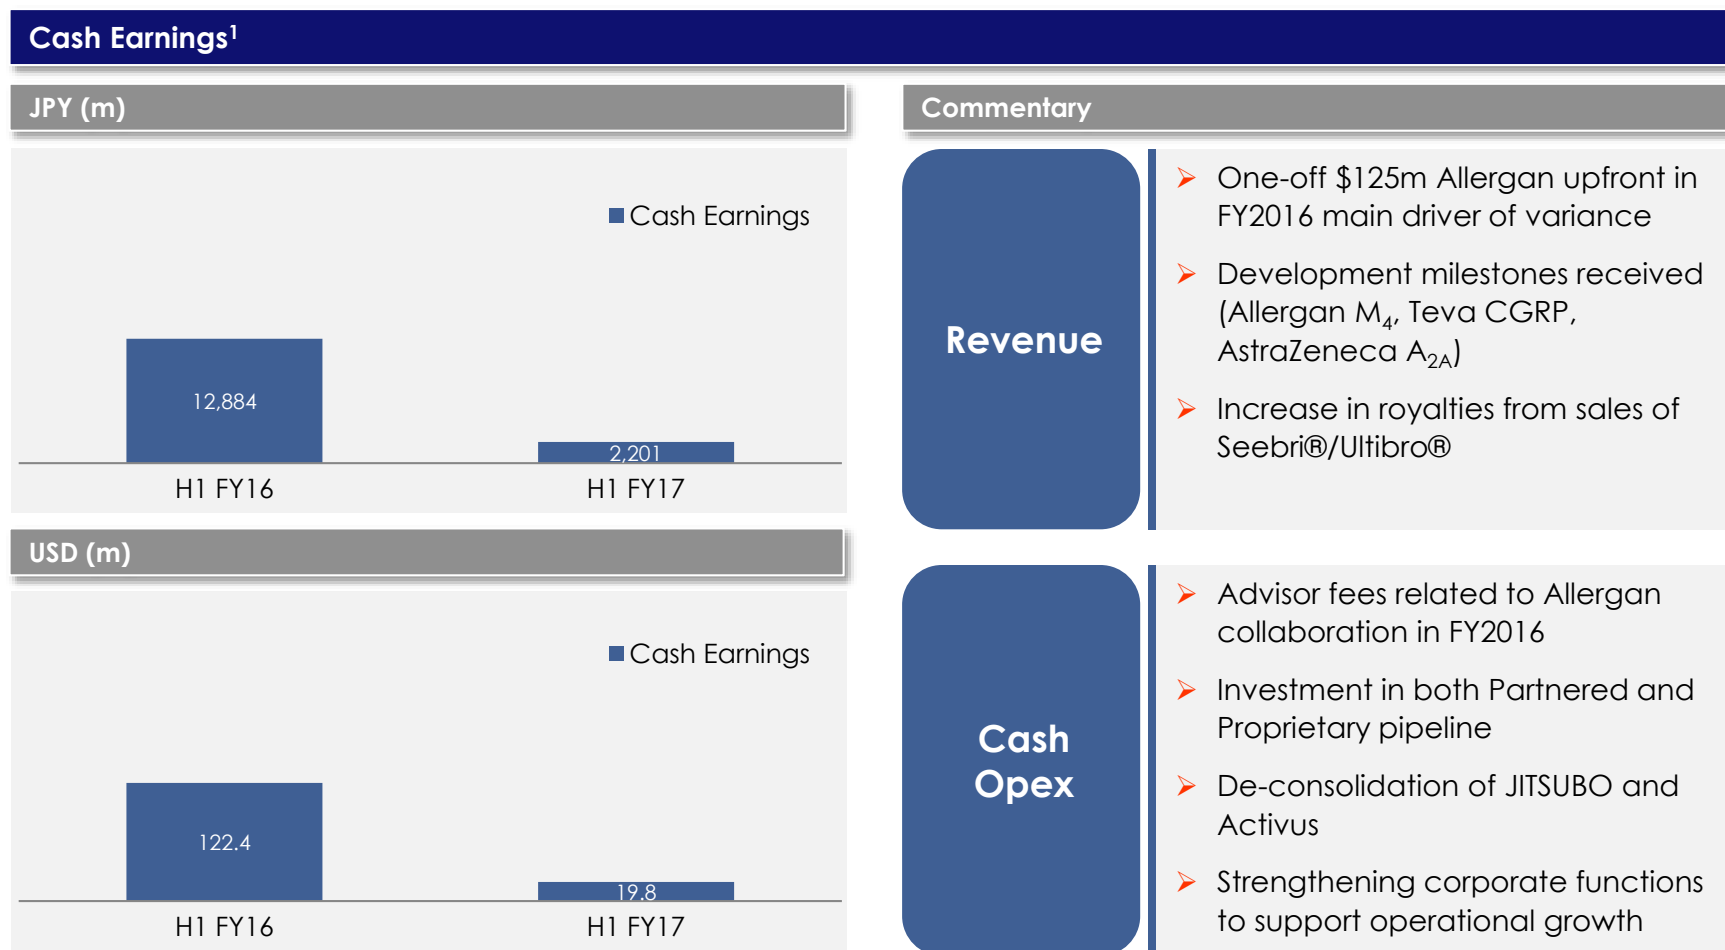 Cash Earnings¹
JPY (m)
Cash Earnings
12,884
2,201
H1 FY16
H1 FY17
USD (m)
Cash Earnings
122.4
19.8
H1 FY16
H1 FY17
Commentary
Revenue
➢ One-off $125m Allergan upfront in
FY2016 main driver of variance
➢ Development milestones received
(Allergan M₄, Teva CGRP,
AstraZeneca A₂ₐ)
➢ Increase in royalties from sales of
Seebri®/Ultibro®
Cash
Opex
➢ Advisor fees related to Allergan
collaboration in FY2016
➢ Investment in both Partnered and
Proprietary pipeline
➢ De-consolidation of JITSUBO and
Activus
➢ Strengthening corporate functions
to support operational growth